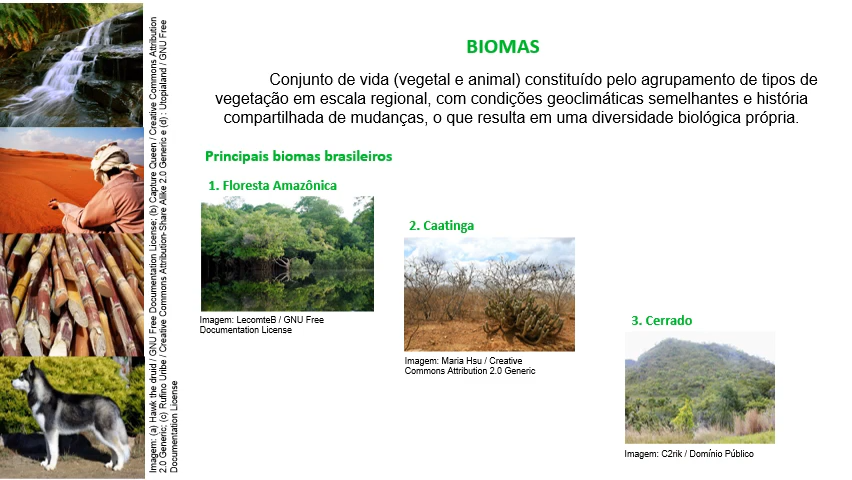 BIOMAS
Conjunto de vida (vegetal e animal) constituído pelo agrupamento de tipos de
vegetação em escala regional, com condições geoclimáticas semelhantes e história
compartilhada de mudanças, o que resulta em uma diversidade biológica própria.
Principais biomas brasileiros
1. Floresta Amazônica
Imagem: LecomteB / GNU Free
Documentation License
2. Caatinga
Imagem: Maria Hsu / Creative
Commons Attribution 2.0 Generic
3. Cerrado
Imagem: C2rik / Domínio Público
Imagem: (a) Hawk the druid / GNU Free Documentation License; (b) Capture Queen / Creative Commons Attribution
2.0 Generic; (c) Rufino Uribe / Creative Commons Attribution-Share Alike 2.0 Generic e (d) : Utopialand / GNU Free
Documentation License